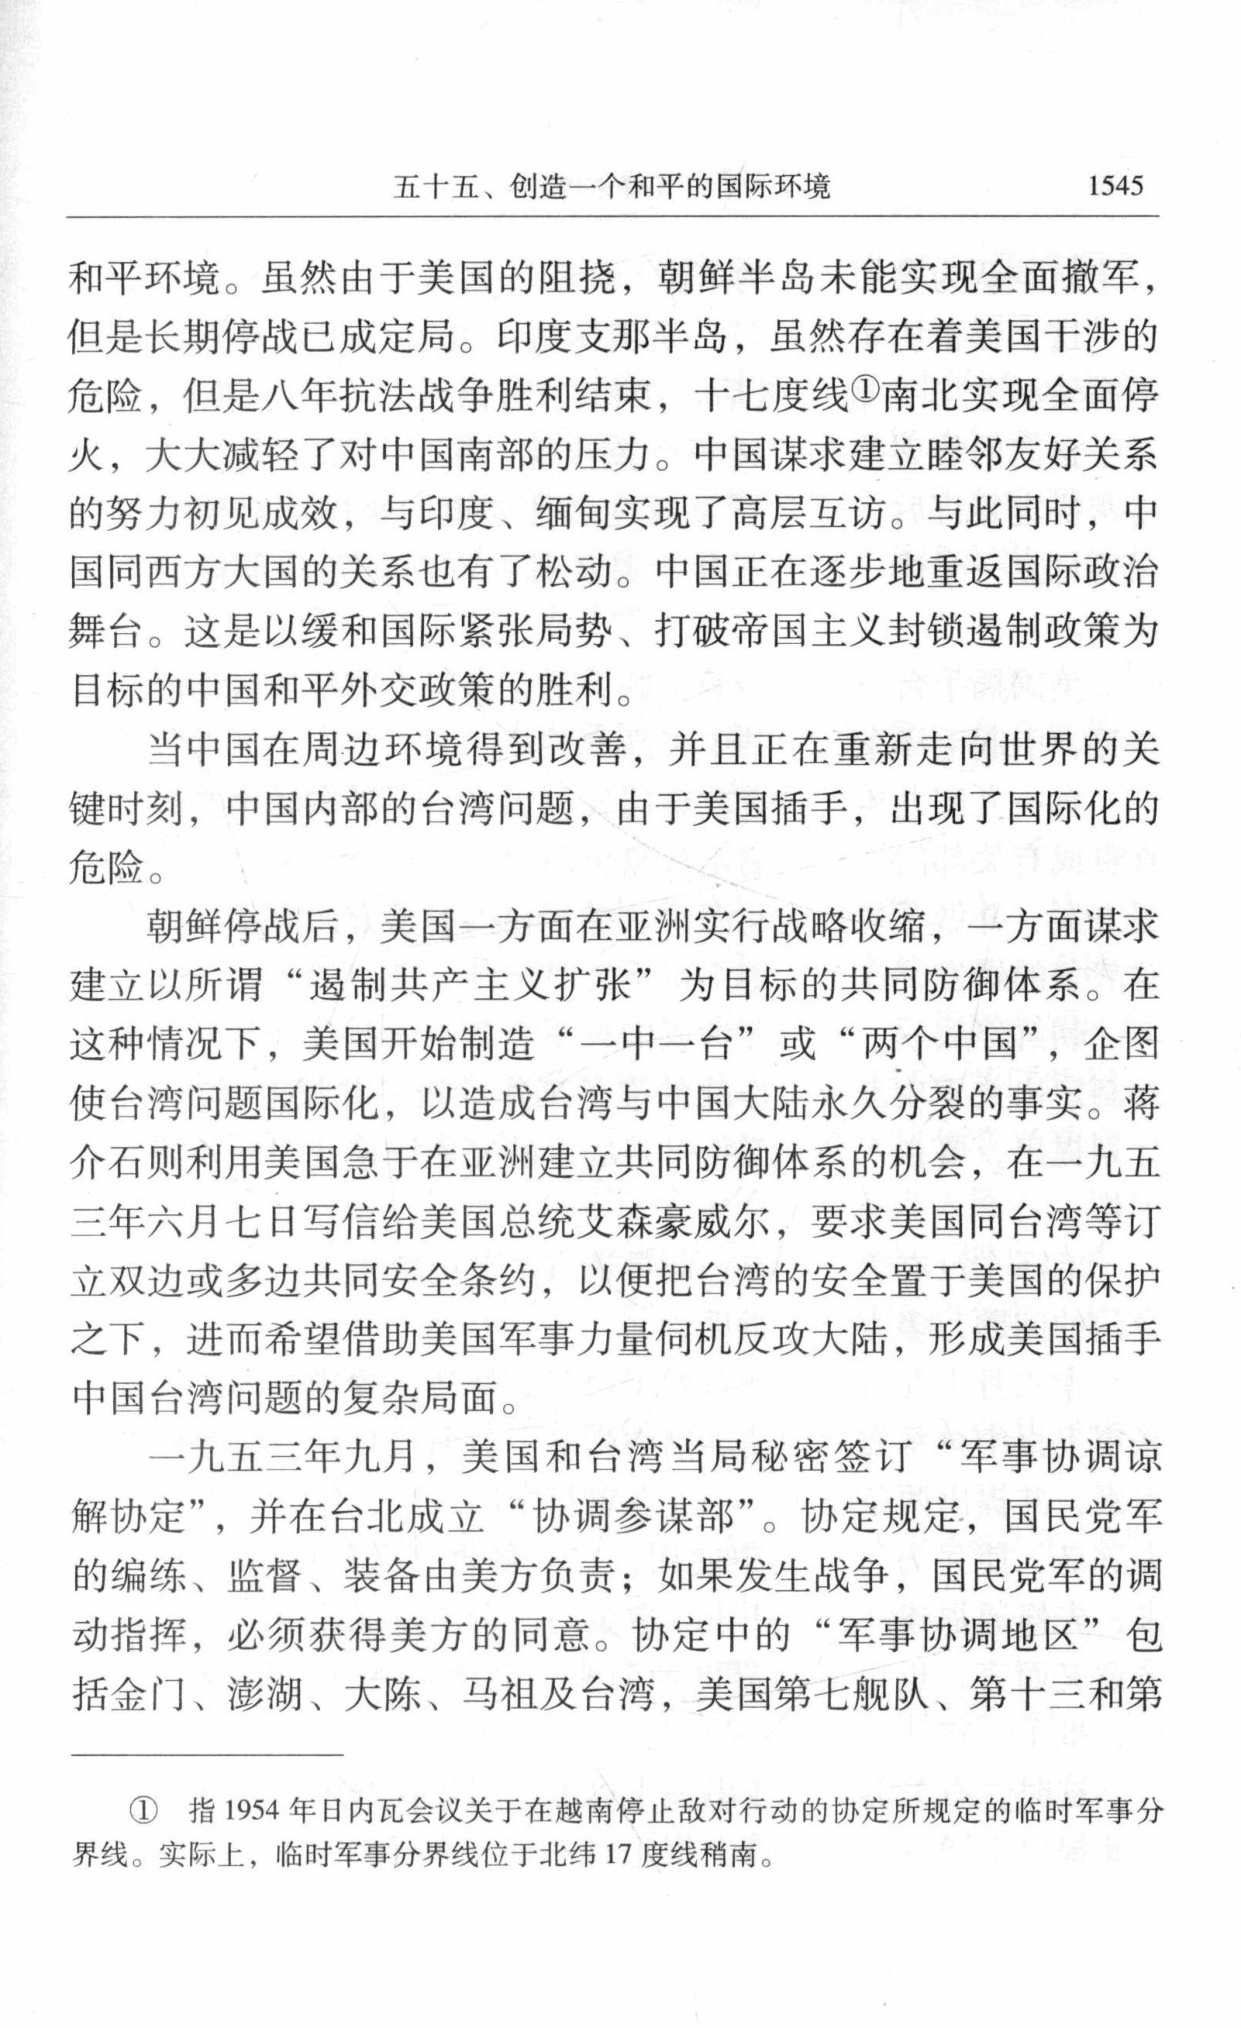 五十五、创造一个和平的国际环境 1545
和平环境。虽然由于美国的阻挠，朝鲜半岛未能实现全面撤军，
但是长期停战已成定局。印度支那半岛，虽然存在着美国干涉的
危险，但是八年抗法战争胜利结束，十七度线①南北实现全面停
火，大大减轻了对中国南部的压力。中国谋求建立睦邻友好关系
的努力初见成效，与印度、缅甸实现了高层互访。与此同时，中
国同西方大国的关系也有了松动。中国正在逐步地重返国际政治
舞台。这是以缓和国际紧张局势、打破帝国主义封锁遏制政策为
目标的中国和平外交政策的胜利。
当中国在周边环境得到改善，并且正在重新走向世界的关
键时刻，中国内部的台湾问题，由于美国插手，出现了国际化的
危险。
朝鲜停战后，美国一方面在亚洲实行战略收缩，一方面谋求
建立以所谓“遏制共产主义扩张”为目标的共同防御体系。在
这种情况下，美国开始制造“一中一台”或“两个中国”，企图
使台湾问题国际化，以造成台湾与中国大陆永久分裂的事实。蒋
介石则利用美国急于在亚洲建立共同防御体系的机会，在一九五
三年六月七日写信给美国总统艾森豪威尔，要求美国同台湾等订
立双边或多边共同安全条约，以便把台湾的安全置于美国的保护
之下，进而希望借助美国军事力量伺机反攻大陆，形成美国插手
中国台湾问题的复杂局面。
一九五三年九月，美国和台湾当局秘密签订“军事协调谅
解协定”，并在台北成立“协调参谋部”。协定规定，国民党军
的编练、监督、装备由美方负责；如果发生战争，国民党军的调
动指挥，必须获得美方的同意。协定中的“军事协调地区”包
括金门、澎湖、大陈、马祖及台湾，美国第七舰队、第十三和第
① 指 1954 年日内瓦会议关于在越南停止敌对行动的协定所规定的临时军事分
界线。实际上，临时军事分界线位于北纬 17 度线稍南。